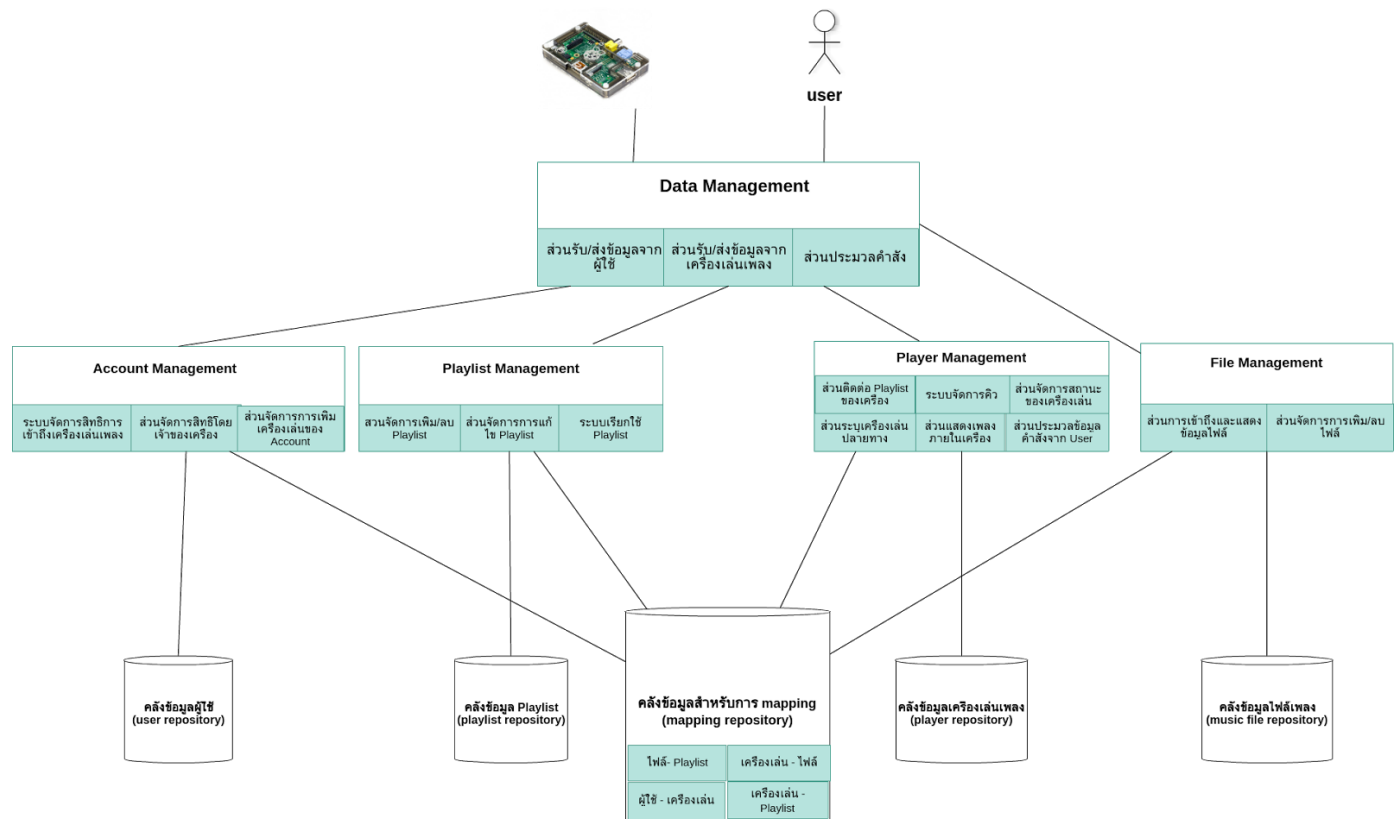 user
Data Management
ส่วนรับ/ส่งข้อมูลจาก
ผู้ใช้
ส่วนรับ/ส่งข้อมูลจาก
เครื่องเล่นเพลง
ส่วนประมวลคำสั่ง
Account Management
ระบบจัดการสิทธิการ
เข้าถึงเครื่องเล่นเพลง
ส่วนจัดการสิทธิโดย
เจ้าของเครื่อง
ส่วนจัดการการเพิ่ม
เครื่องเล่นของ
Account
Playlist Management
สวนจัดการเพิ่ม/ลบ
Playlist
ส่วนจัดการการแก้
ไข Playlist
ระบบเรียกใช้
Playlist
Player Management
ส่วนติดต่อ Playlist
ของเครื่อง
ระบบจัดการคิว
ส่วนจัดการสถานะ
ของเครื่องเล่น
ส่วนระบุเครื่องเล่น
ปลายทาง
ส่วนแสดงเพลง
ภายในเครื่อง
ส่วนประมวลข้อมูล
คำสั่งจาก User
File Management
ส่วนการเข้าถึงและแสดง
ข้อมูลไฟล์
ส่วนจัดการการเพิ่ม/ลบ
ไฟล์
คลังข้อมูลผู้ใช้
(user repository)
คลังข้อมูล Playlist
(playlist repository)
คลังข้อมูลสำหรับการ mapping
(mapping repository)
ไฟล์- Playlist
เครื่องเล่น - ไฟล์
ผู้ใช้ - เครื่องเล่น
เครื่องเล่น -
Playlist
คลังข้อมูลเครื่องเล่นเพลง
(player repository)
คลังข้อมูลไฟล์เพลง
(music file repository)